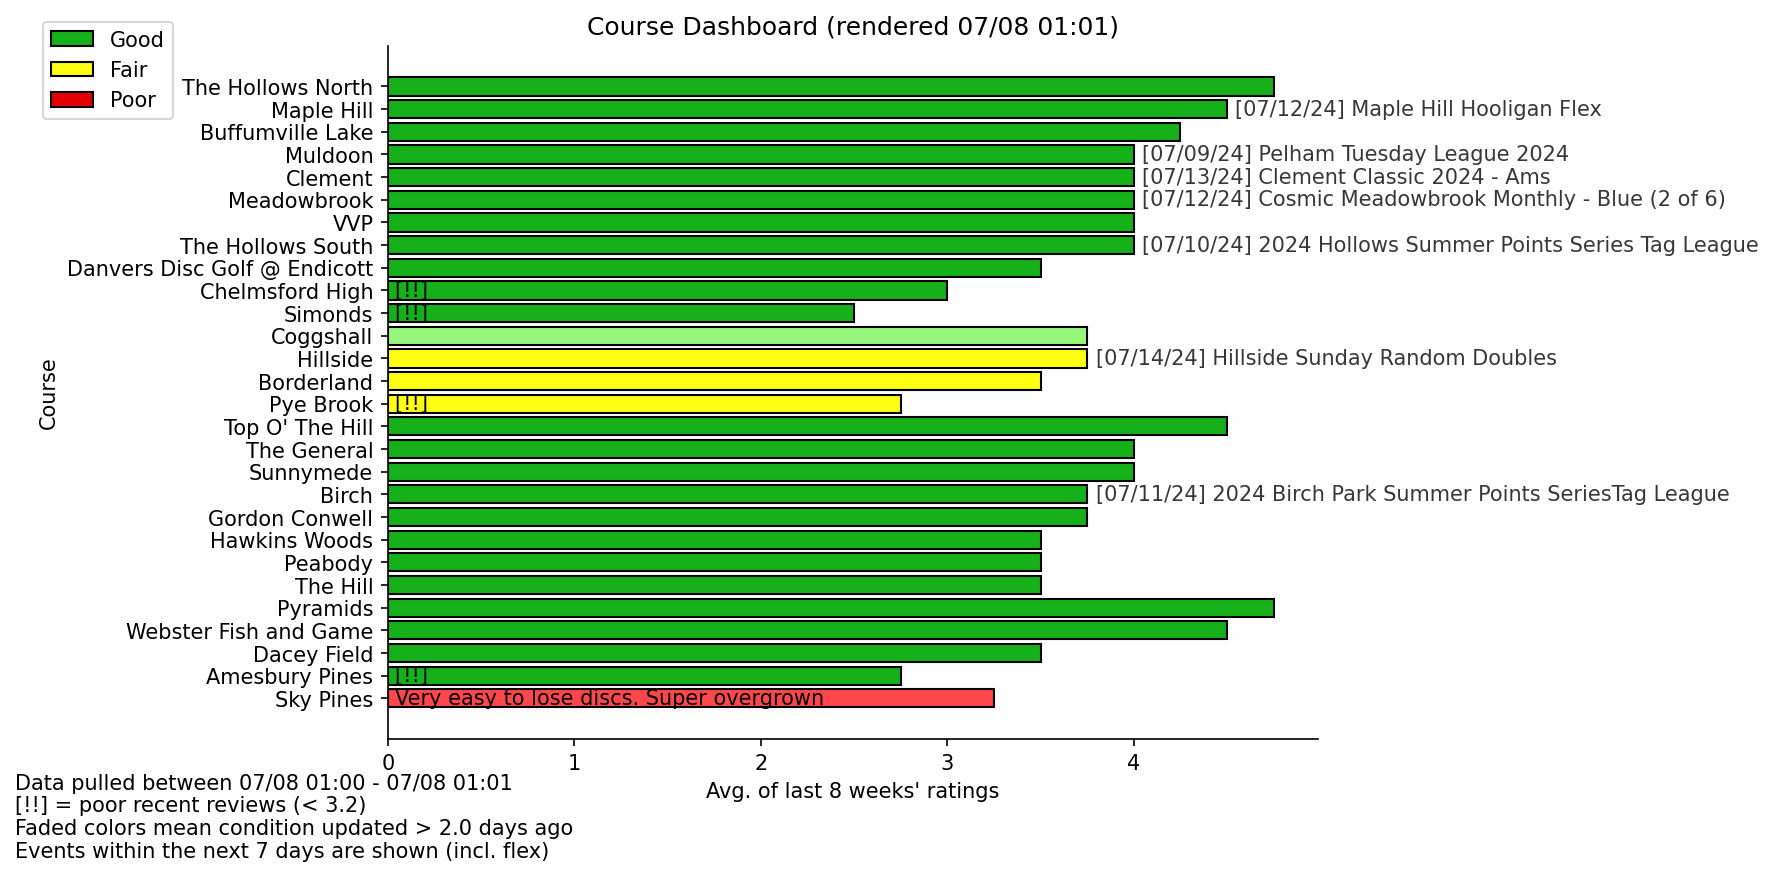 Course Dashboard (rendered 07/08 01:01)
Good
Fair
Poor
Course
The Hollows North
Maple Hill [07/12/24] Maple Hill Hooligan Flex
Buffumville Lake
Muldoon [07/09/24] Pelham Tuesday League 2024
Clement [07/13/24] Clement Classic 2024 - Ams
Meadowbrook [07/12/24] Cosmic Meadowbrook Monthly - Blue (2 of 6)
VVP
The Hollows South [07/10/24] 2024 Hollows Summer Points Series Tag League
Danvers Disc Golf @ Endicott
Chelmsford High [!!]
Simonds [!!]
Coggshall
Hillside [07/14/24] Hillside Sunday Random Doubles
Borderland
Pye Brook [!!]
Top O' The Hill
The General
Sunnymede
Birch [07/11/24] 2024 Birch Park Summer Points SeriesTag League
Gordon Conwell
Hawkins Woods
Peabody
The Hill
Pyramids
Webster Fish and Game
Dacey Field
Amesbury Pines [!!]
Sky Pines Very easy to lose discs. Super overgrown
0 1 2 3 4
Avg. of last 8 weeks' ratings
Data pulled between 07/08 01:00 - 07/08 01:01
[!!] = poor recent reviews (< 3.2)
Faded colors mean condition updated > 2.0 days ago
Events within the next 7 days are shown (incl. flex)